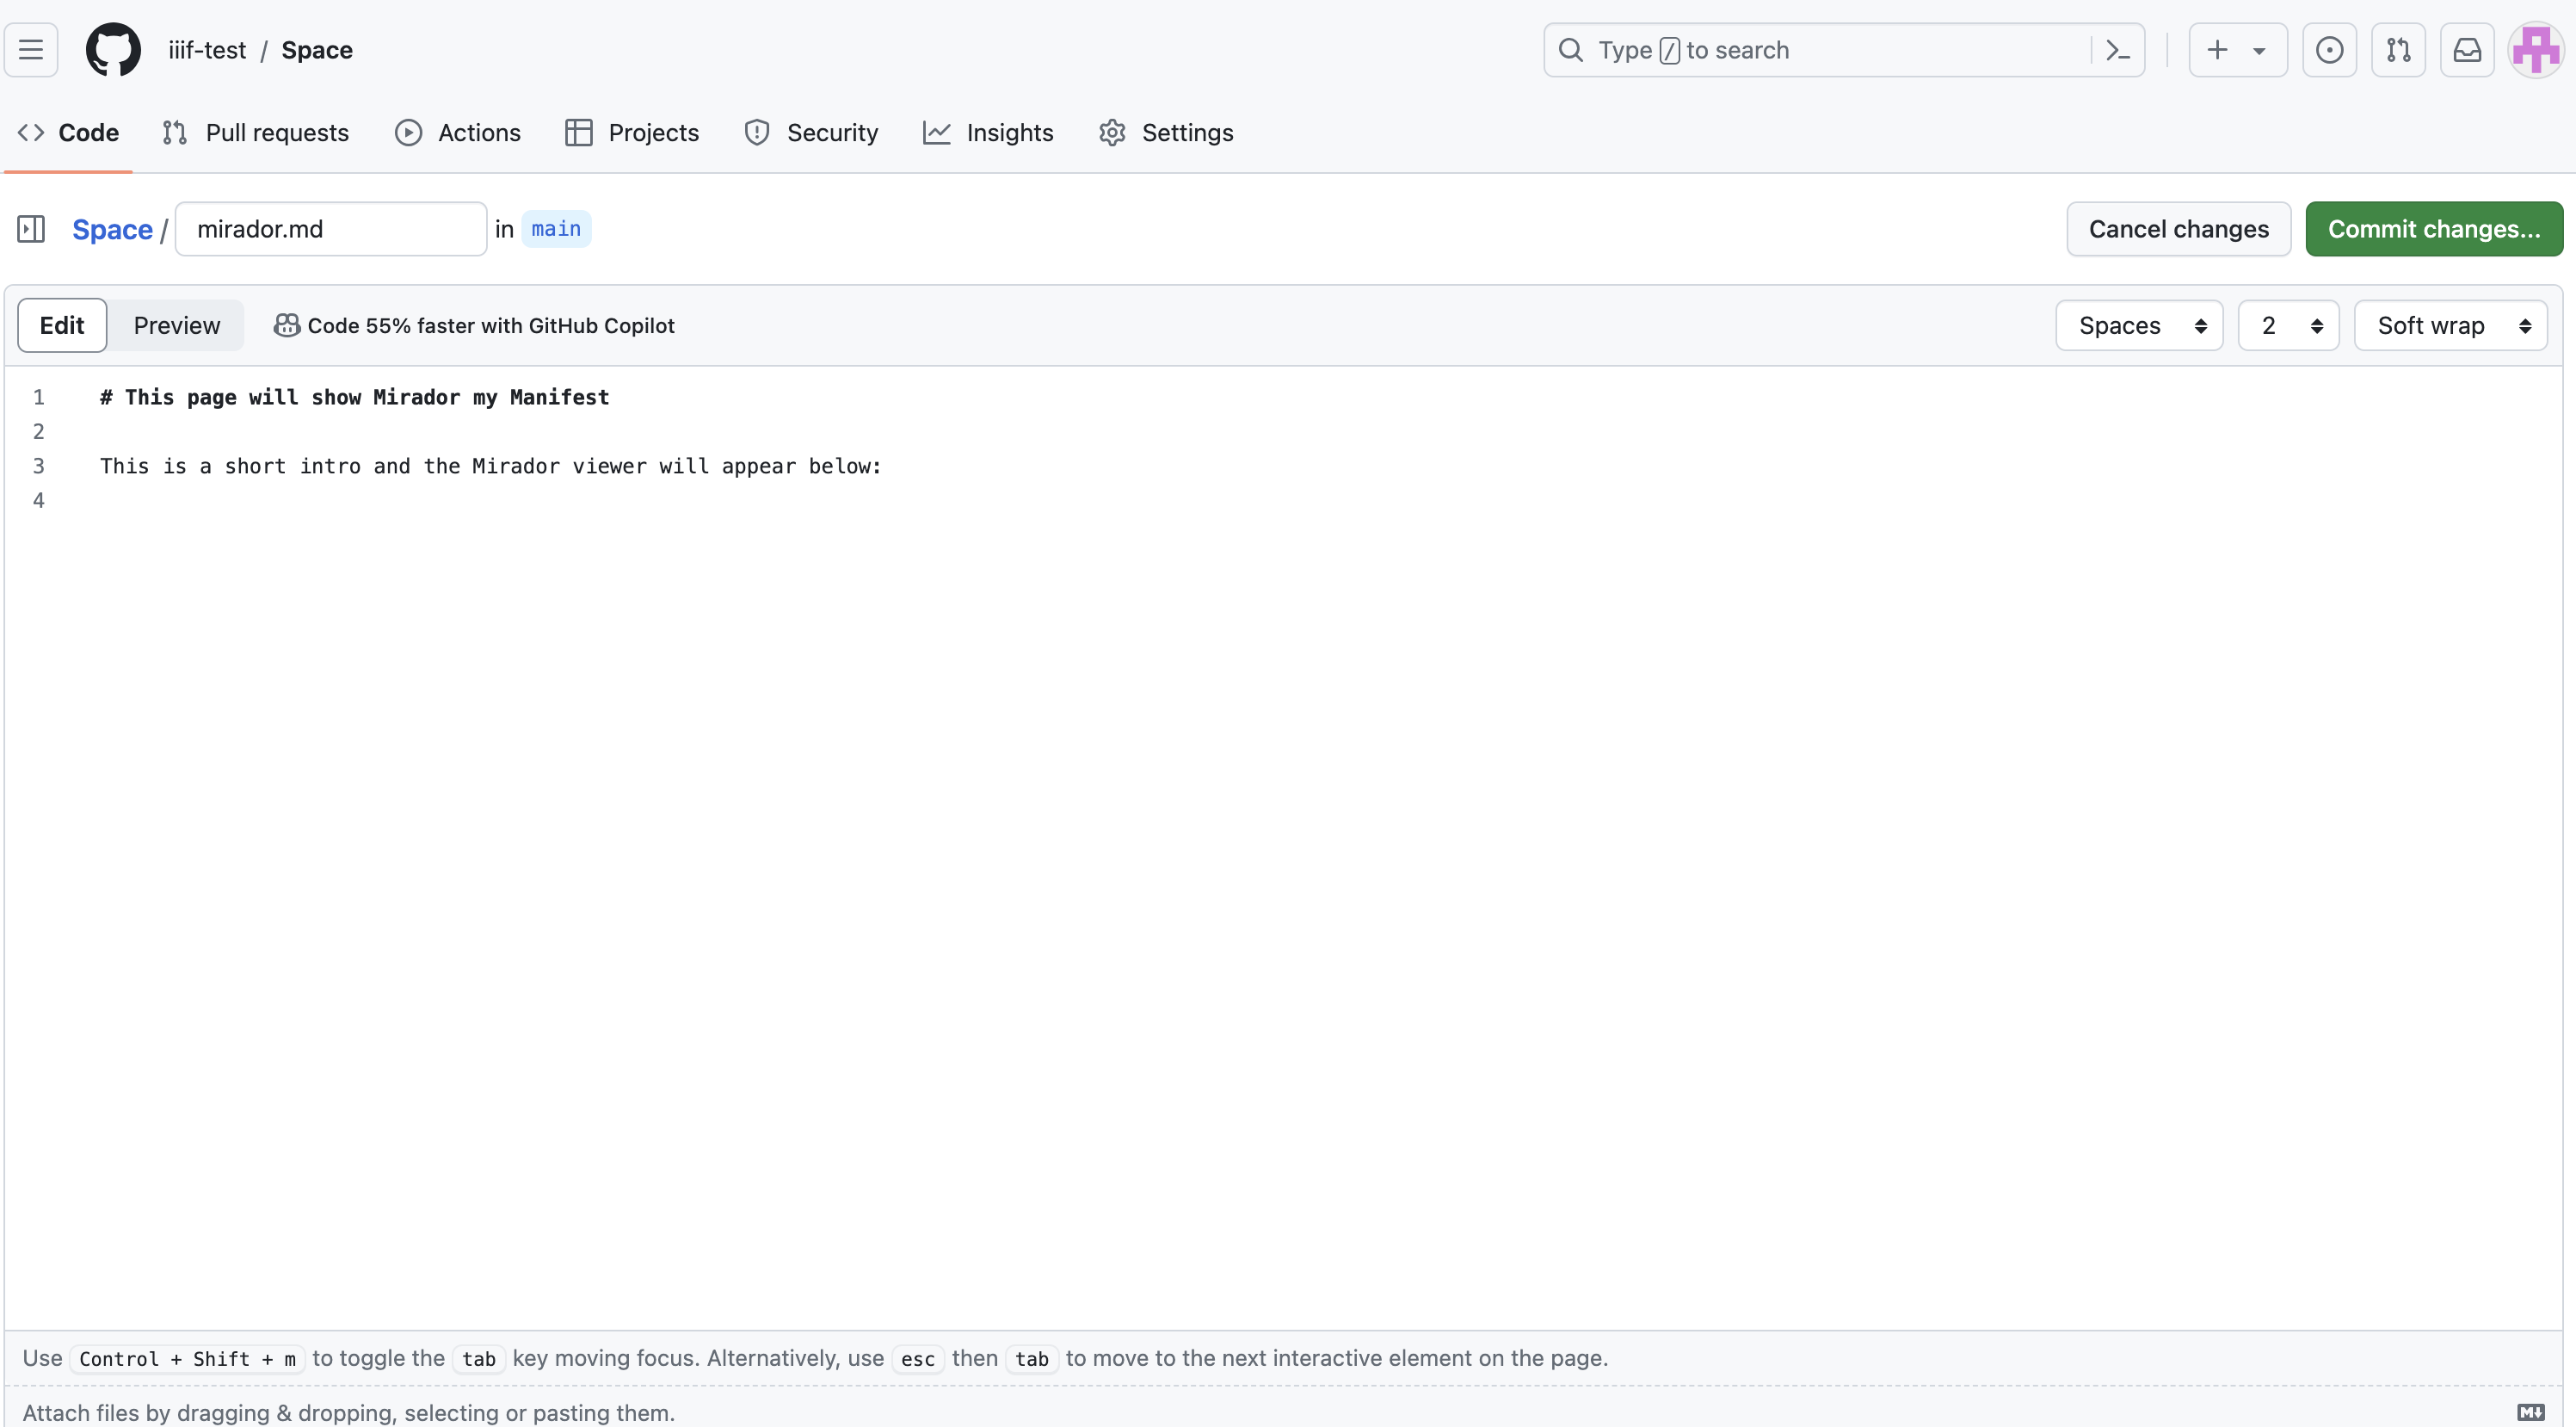 iiif-test / Space
Type / to search
Code Pull requests Actions Projects Security Insights Settings
Space / mirador.md in main Cancel changes Commit changes...
Edit Preview Code 55% faster with GitHub Copilot Spaces 2 Soft wrap
1 # This page will show Mirador my Manifest
2
3 This is a short intro and the Mirador viewer will appear below:
4
Use Control + Shift + m to toggle the tab key moving focus. Alternatively, use esc then tab to move to the next interactive element on the page.
Attach files by dragging & dropping, selecting or pasting them.